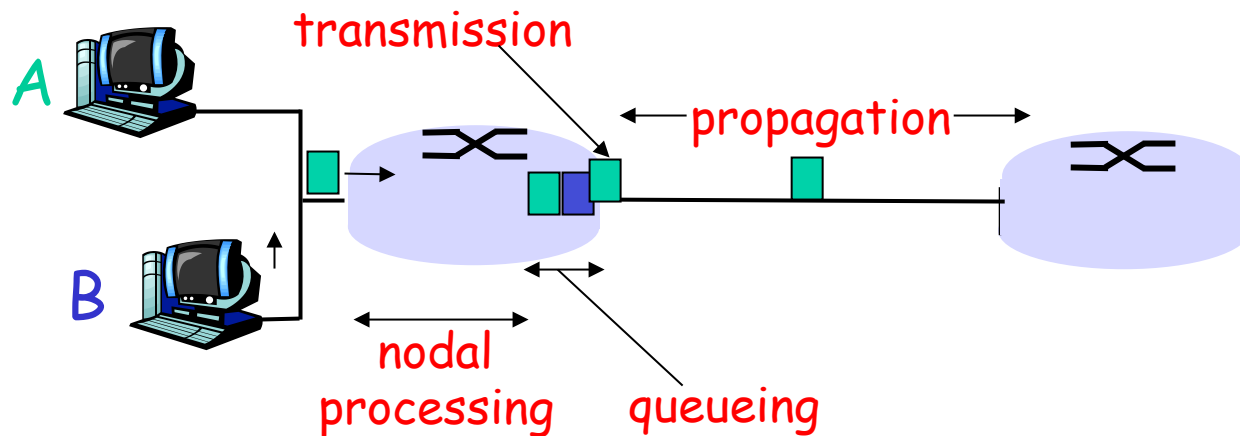 transmission
A
propagation
B
nodal
processing
queueing